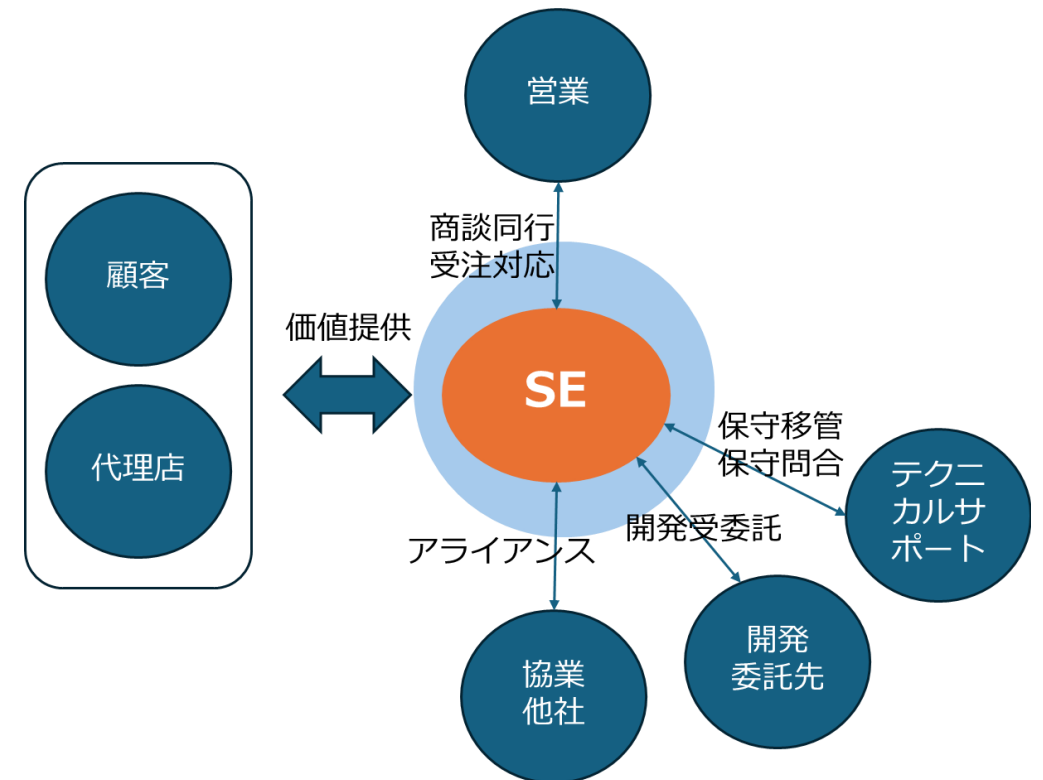 営業
商談同行
受注対応
顧客
価値提供
SE
代理店
保守移管
保守問合
テクニ
カルサ
ポート
開発受委託
アライアンス
開発
委託先
協業
他社